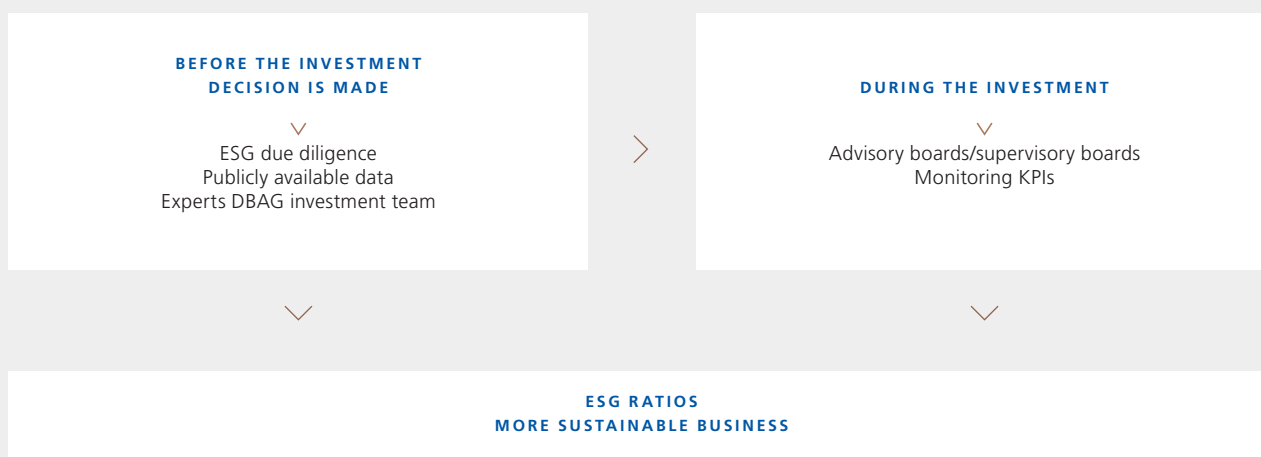 BEFORE THE INVESTMENT
DECISION IS MADE
ESG due diligence
Publicly available data
Experts DBAG investment team
DURING THE INVESTMENT
Advisory boards/supervisory boards
Monitoring KPIs
ESG RATIOS
MORE SUSTAINABLE BUSINESS